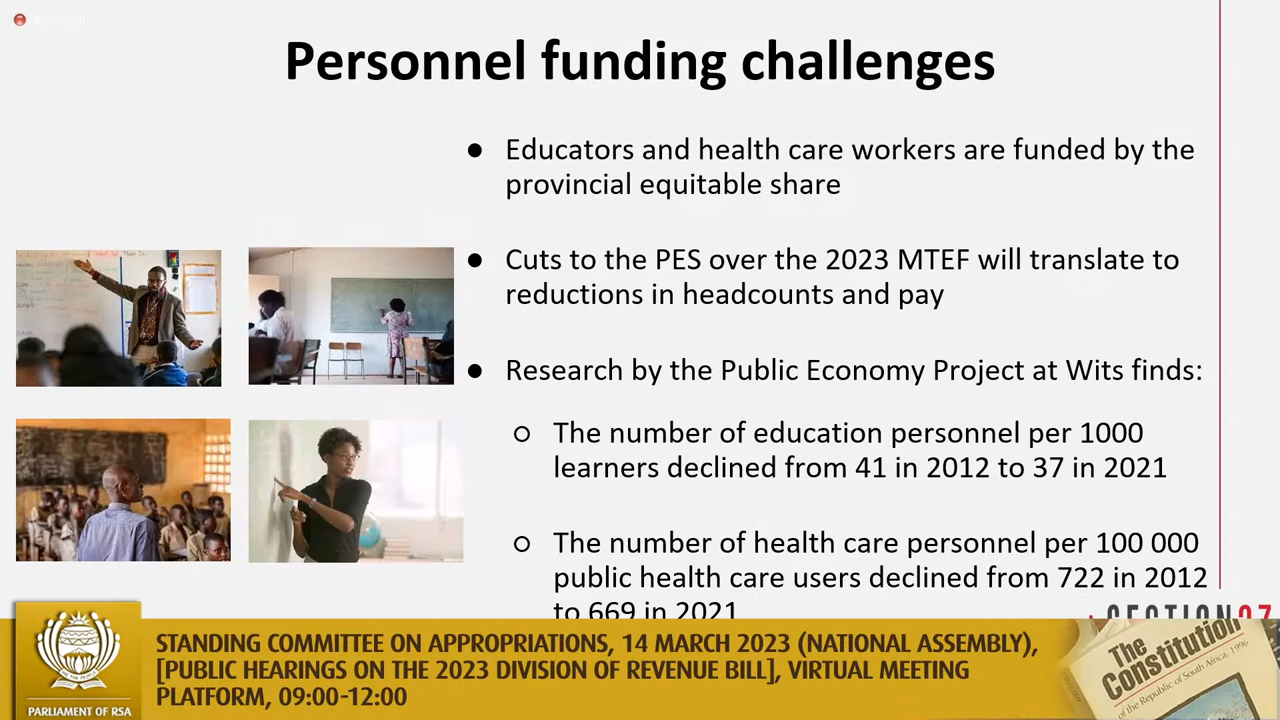 Personnel funding challenges
● Educators and health care workers are funded by the
provincial equitable share
● Cuts to the PES over the 2023 MTEF will translate to
reductions in headcounts and pay
● Research by the Public Economy Project at Wits finds:
○ The number of education personnel per 1000
learners declined from 41 in 2012 to 37 in 2021
○ The number of health care personnel per 100 000
public health care users declined from 722 in 2012
to 669 in 2021
SECTION27
STANDING COMMITTEE ON APPROPRIATIONS, 14 MARCH 2023 (NATIONAL ASSEMBLY),
[PUBLIC HEARINGS ON THE 2023 DIVISION OF REVENUE BILL], VIRTUAL MEETING
PLATFORM, 09:00-12:00
PARLIAMENT OF RSA
The
Constitution
of the Republic of South Africa, 1996